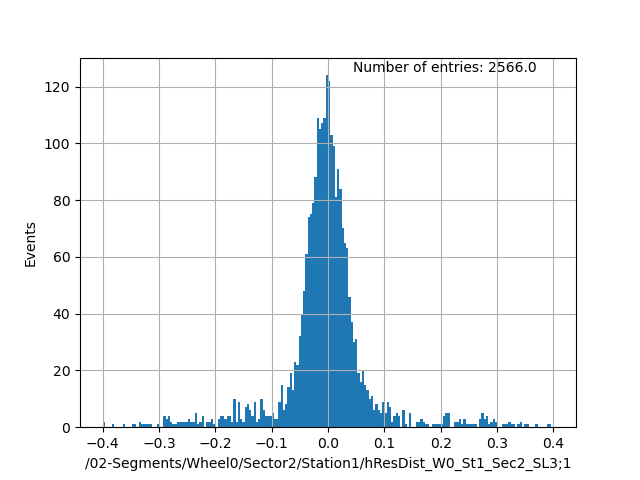 Number of entries: 2566.0
120
100
80
60
40
20
0
Events
−0.4 −0.3 −0.2 −0.1 0.0 0.1 0.2 0.3 0.4
/02-Segments/Wheel0/Sector2/Station1/hResDist_W0_St1_Sec2_SL3;1